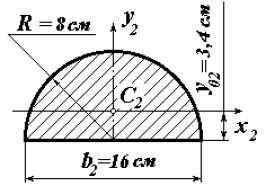 R = 8 см
y₂
C₂
x₂
y₀₂=3,4 см
b₂=16 см